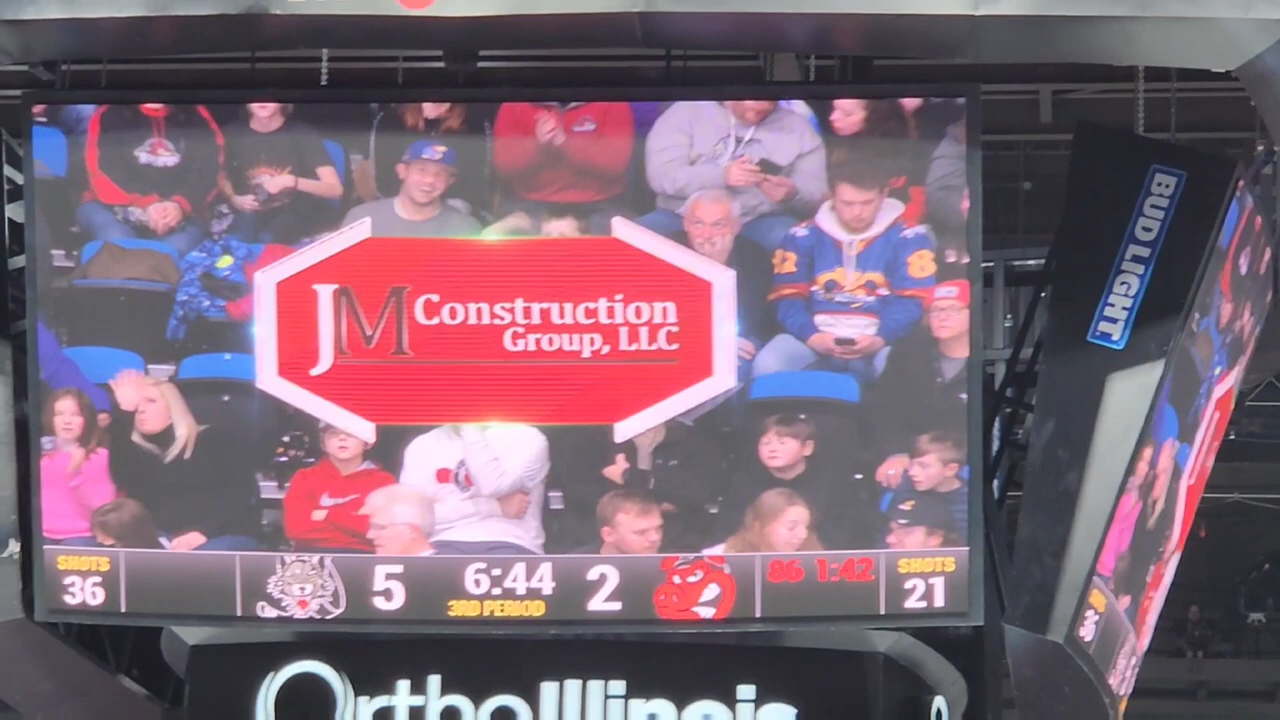 BUD LIGHT
JM Construction
Group, LLC
SHOTS
36
5
6:44
3RD PERIOD
2
86 1:42
SHOTS
21
OrthoIllinois